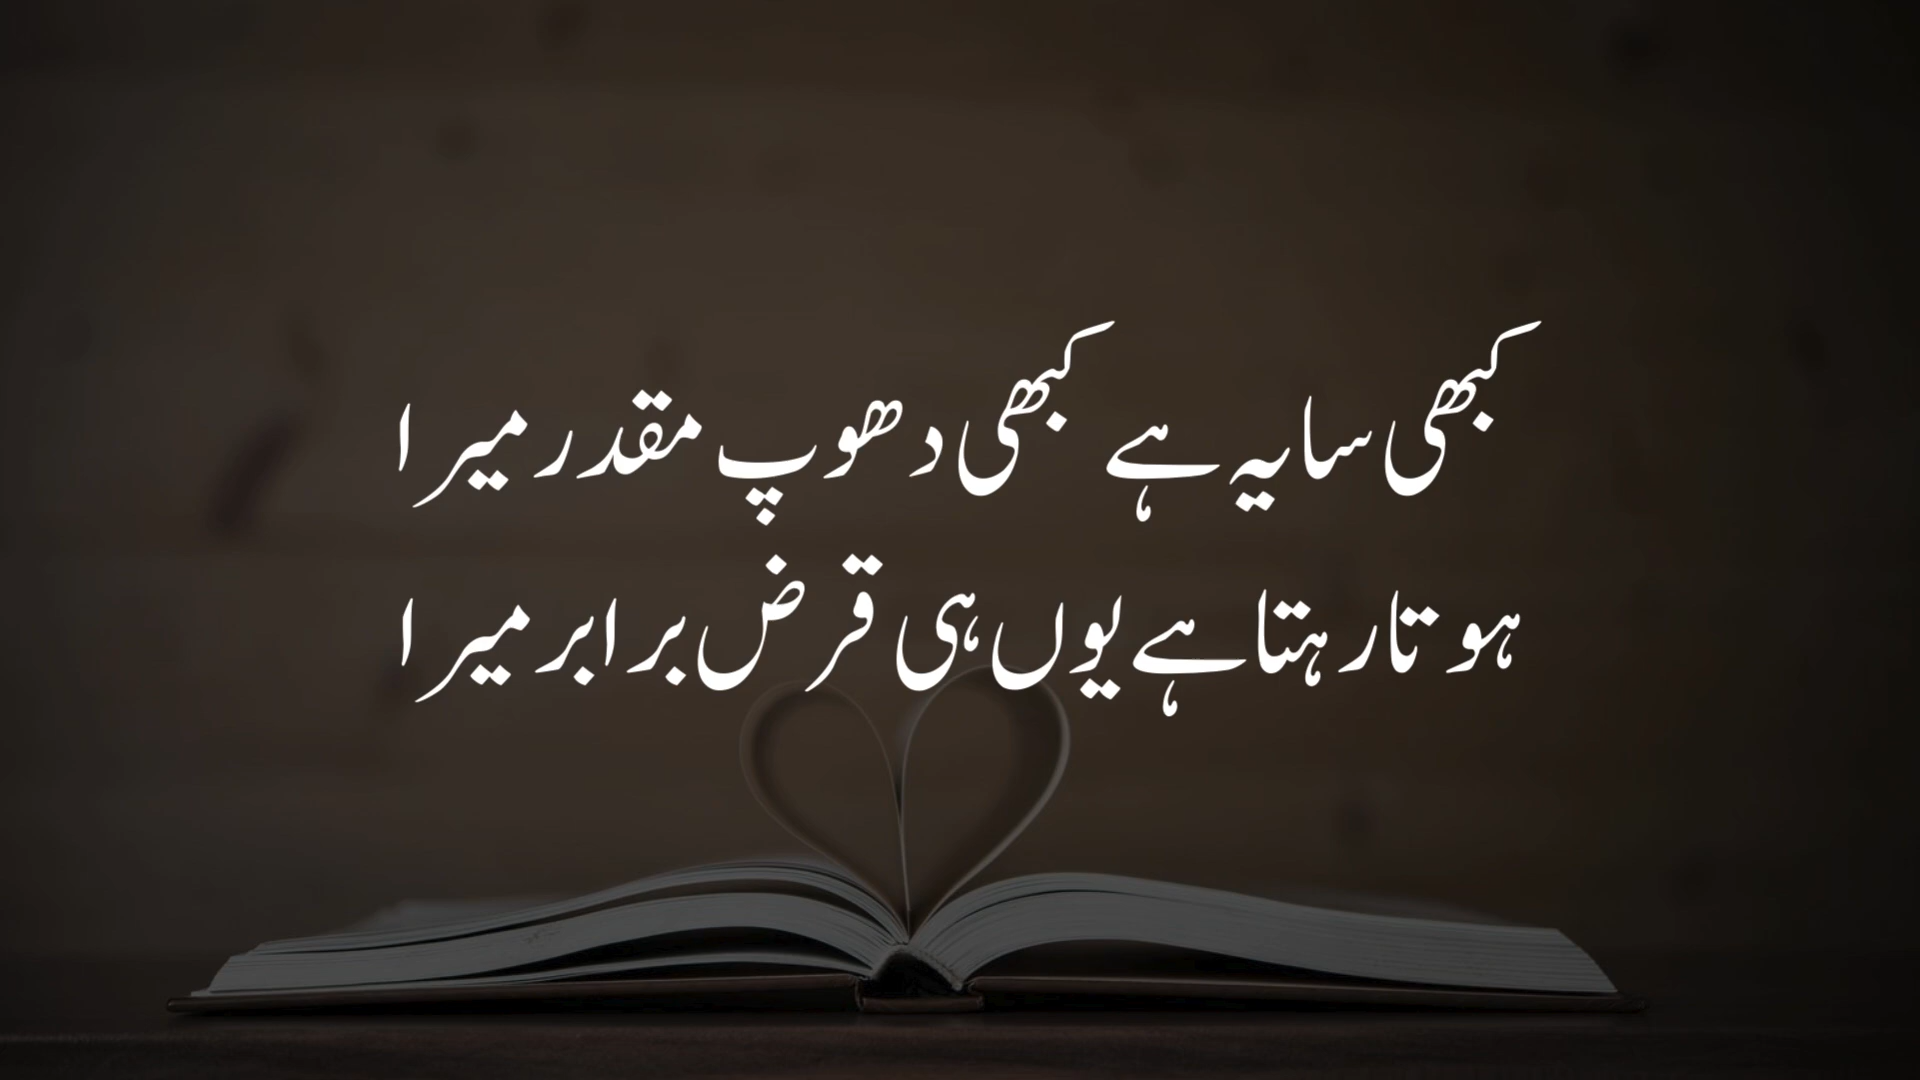 کبھی سایہ ہے کبھی دھوپ مقدر میرا
ہوتا رہتا ہے یوں ہی قرض برابر میرا